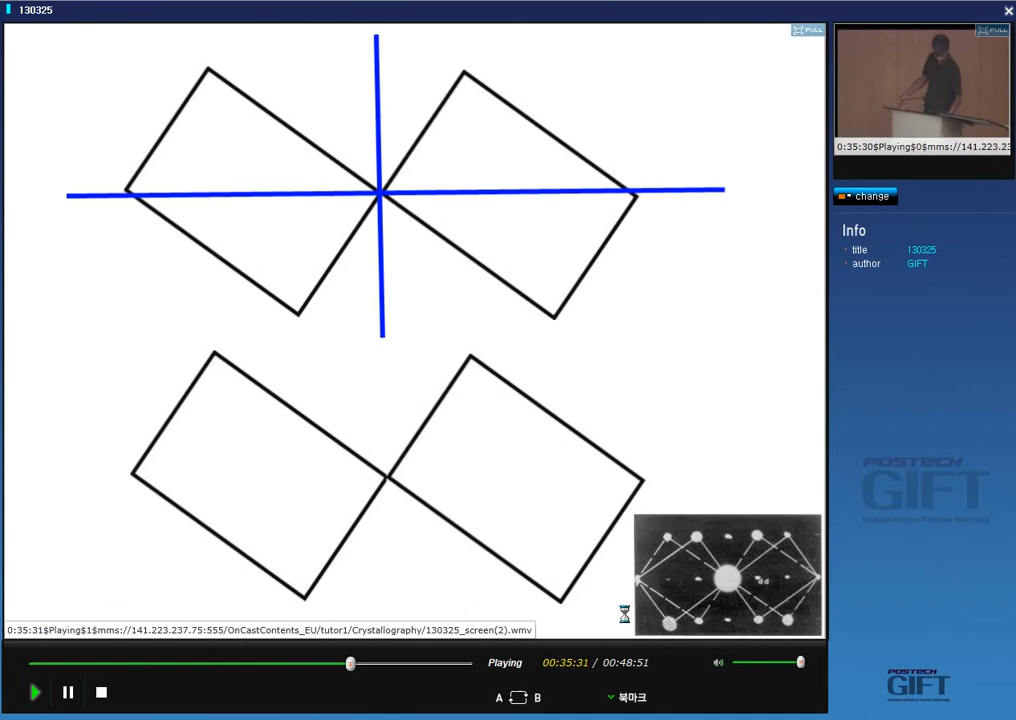 130325
FULL
FULL
0:35:30$Playing$0$mms://141.223.23
change
Info
title 130325
author GIFT
POSTECH
GIFT
0:35:31$Playing$1$mms://141.223.237.75:555/OnCastContents_EU/tutor1/Crystallography/130325_screen(2).wmv
Playing 00:35:31 / 00:48:51
A B 북마크
POSTECH
GIFT